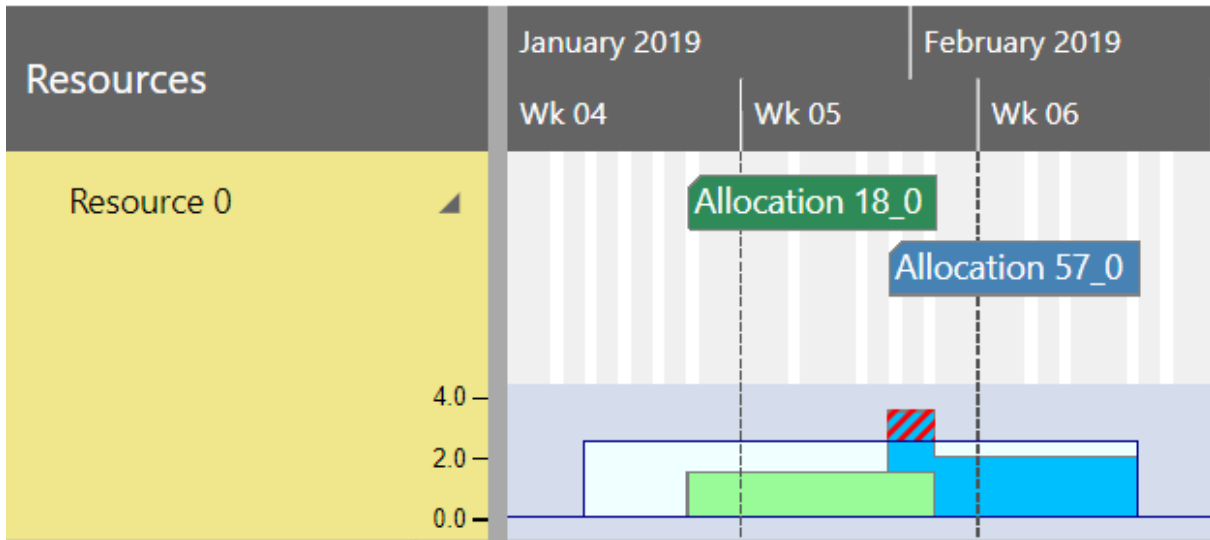 Resources
January 2019
February 2019
Wk 04
Wk 05
Wk 06
Resource 0
Allocation 18_0
Allocation 57_0
4.0
2.0
0.0